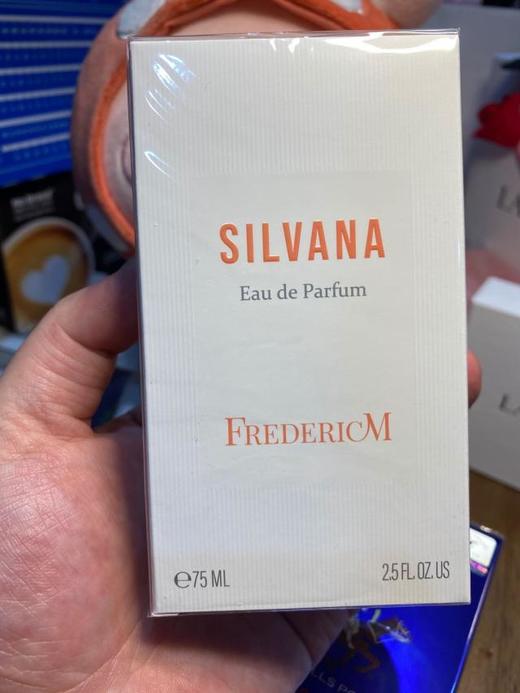 SILVANA
Eau de Parfum
FREDERICM
℮75 ML
2.5 FL. OZ. US